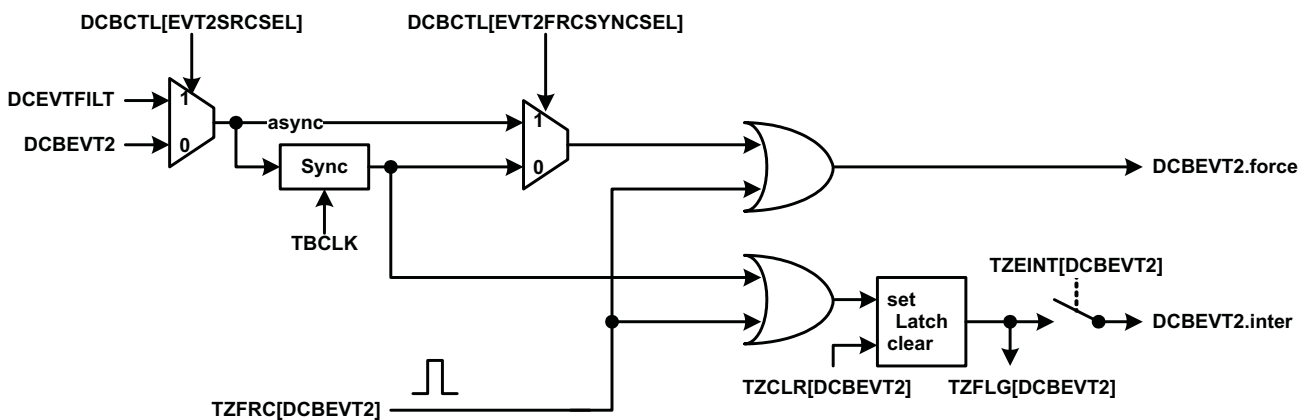 DCBCTL[EVT2SRCSEL]
DCBCTL[EVT2FRCSYNCSEL]
DCEVTFILT
1
async
1
DCBEVT2
0
Sync
0
DCBEVT2.force
TBCLK
TZEINT[DCBEVT2]
set
Latch
clear
DCBEVT2.inter
TZCLR[DCBEVT2]
TZFLG[DCBEVT2]
TZFRC[DCBEVT2]